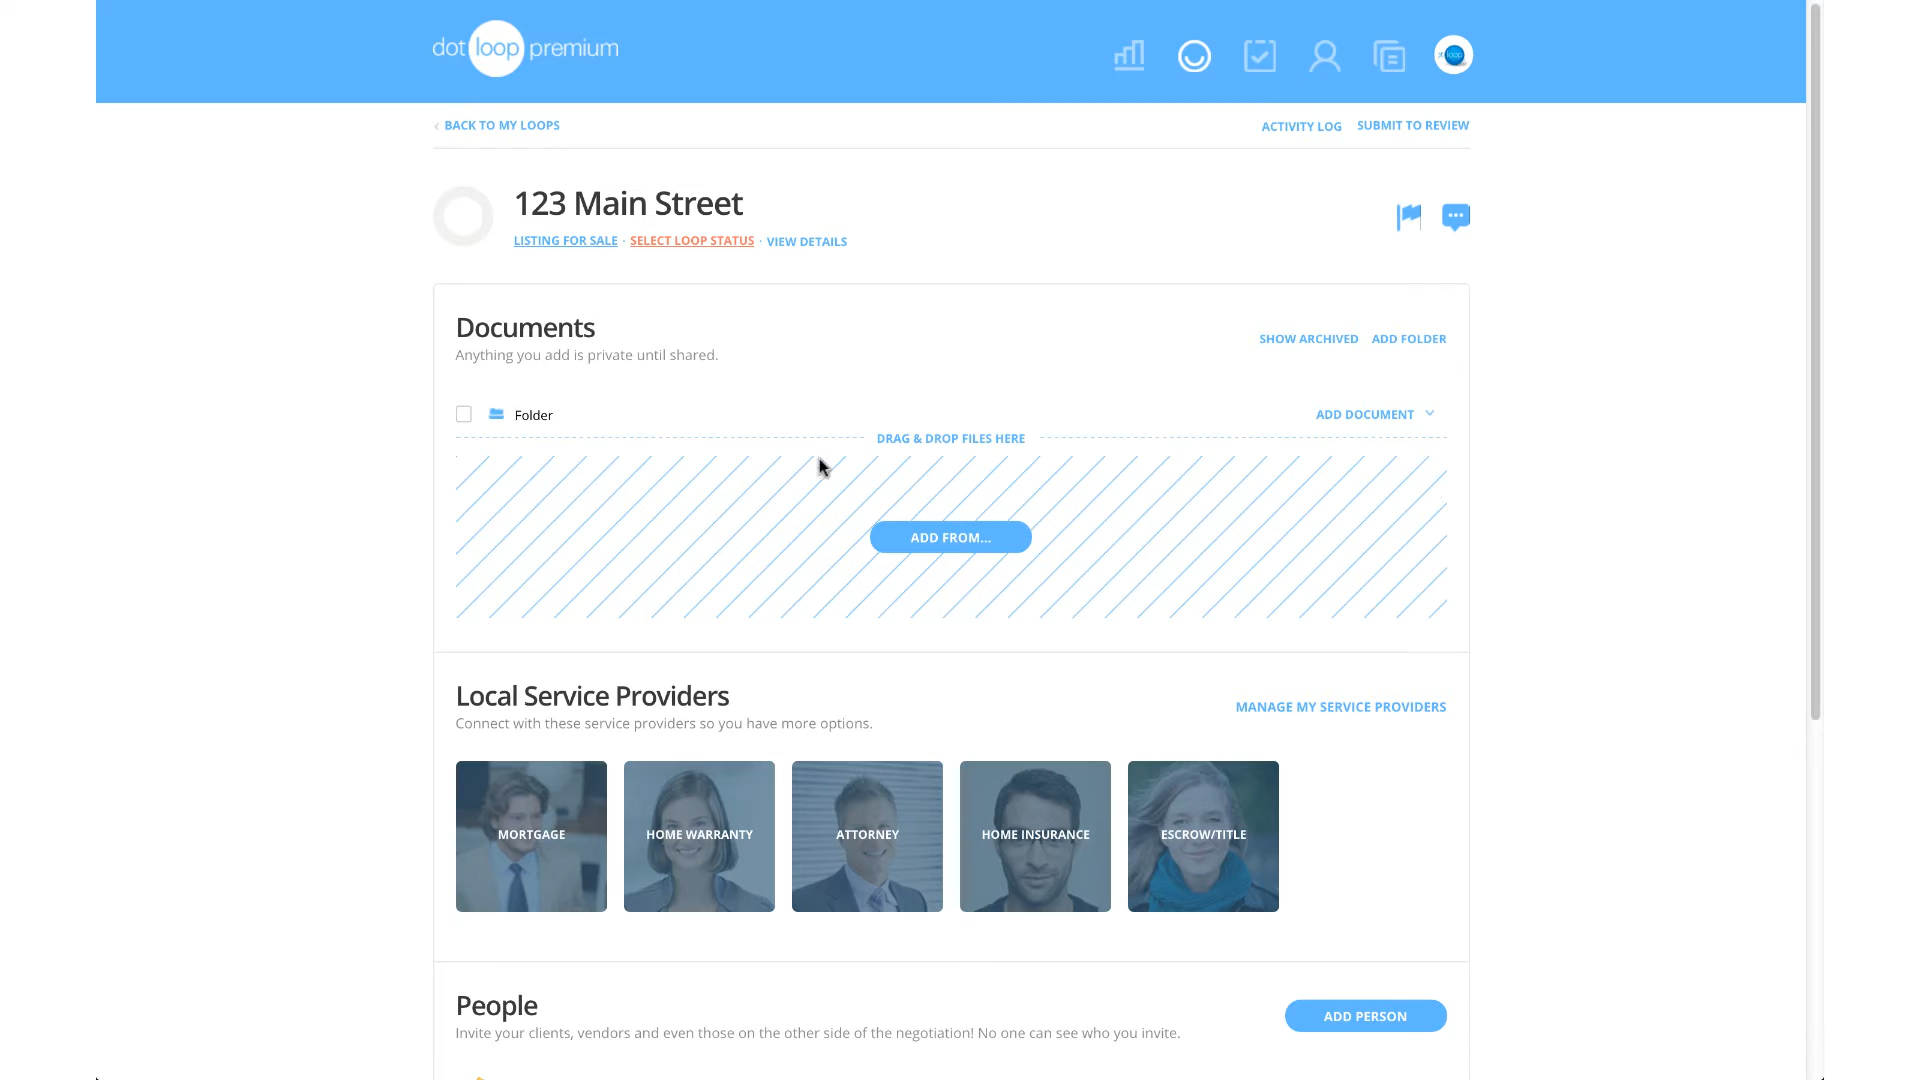 dot loop premium
BACK TO MY LOOPS
ACTIVITY LOG SUBMIT TO REVIEW
123 Main Street
LISTING FOR SALE · SELECT LOOP STATUS · VIEW DETAILS
Documents
Anything you add is private until shared.
SHOW ARCHIVED ADD FOLDER
Folder
ADD DOCUMENT
DRAG & DROP FILES HERE
ADD FROM...
Local Service Providers
Connect with these service providers so you have more options.
MANAGE MY SERVICE PROVIDERS
MORTGAGE
HOME WARRANTY
ATTORNEY
HOME INSURANCE
ESCROW/TITLE
People
Invite your clients, vendors and even those on the other side of the negotiation! No one can see who you invite.
ADD PERSON